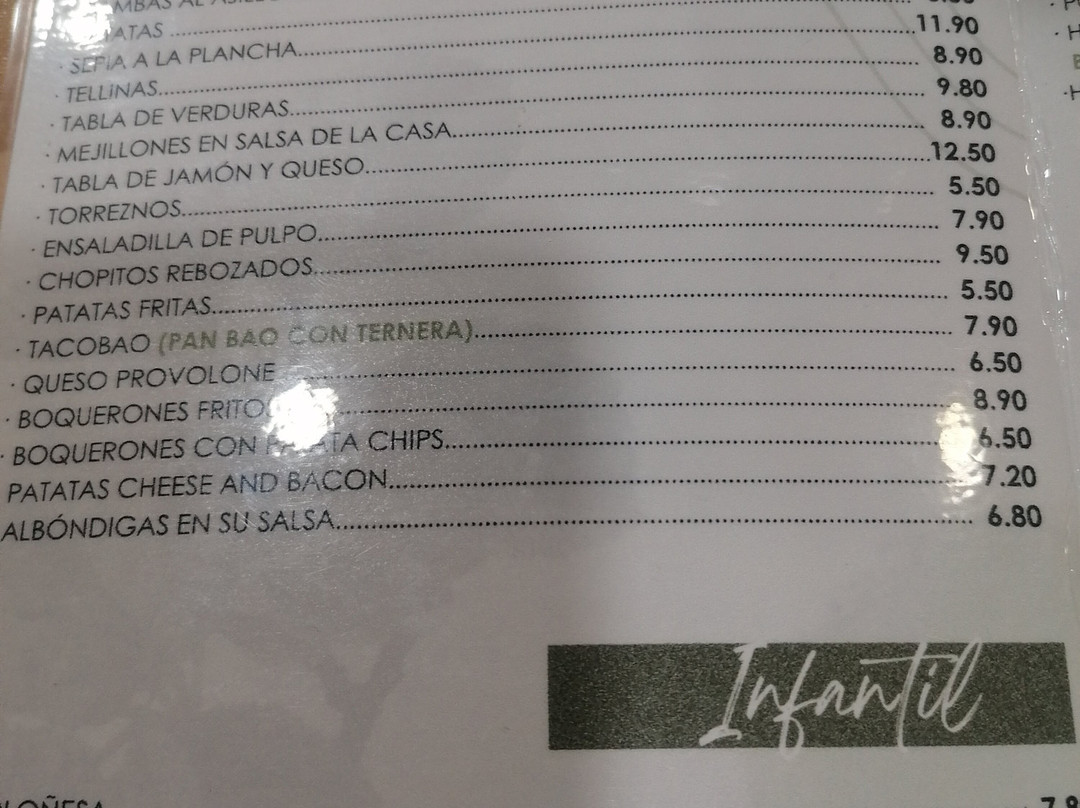 SEPIA A LA PLANCHA 11.90
· TELLINAS 8.90
· TABLA DE VERDURAS 9.80
· MEJILLONES EN SALSA DE LA CASA 8.90
· TABLA DE JAMÓN Y QUESO 12.50
· TORREZNOS 5.50
· ENSALADILLA DE PULPO 7.90
· CHOPITOS REBOZADOS 9.50
· PATATAS FRITAS 5.50
· TACOBAO (PAN BAO CON TERNERA) 7.90
· QUESO PROVOLONE 6.50
· BOQUERONES FRITOS 8.90
· BOQUERONES CON PATATA CHIPS 6.50
PATATAS CHEESE AND BACON 7.20
ALBÓNDIGAS EN SU SALSA 6.80
Infantil